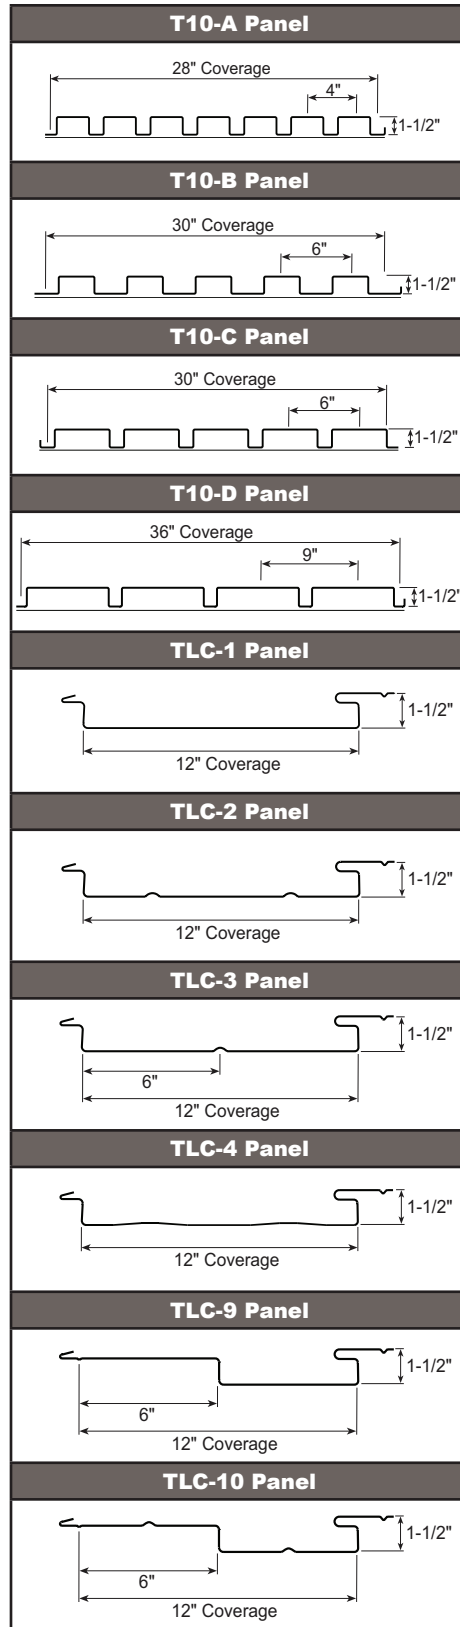 T10-A Panel
28" Coverage
4"
1-1/2"
T10-B Panel
30" Coverage
6"
1-1/2"
T10-C Panel
30" Coverage
6"
1-1/2"
T10-D Panel
36" Coverage
9"
1-1/2"
TLC-1 Panel
1-1/2"
12" Coverage
TLC-2 Panel
1-1/2"
12" Coverage
TLC-3 Panel
1-1/2"
6"
12" Coverage
TLC-4 Panel
1-1/2"
12" Coverage
TLC-9 Panel
1-1/2"
6"
12" Coverage
TLC-10 Panel
1-1/2"
6"
12" Coverage